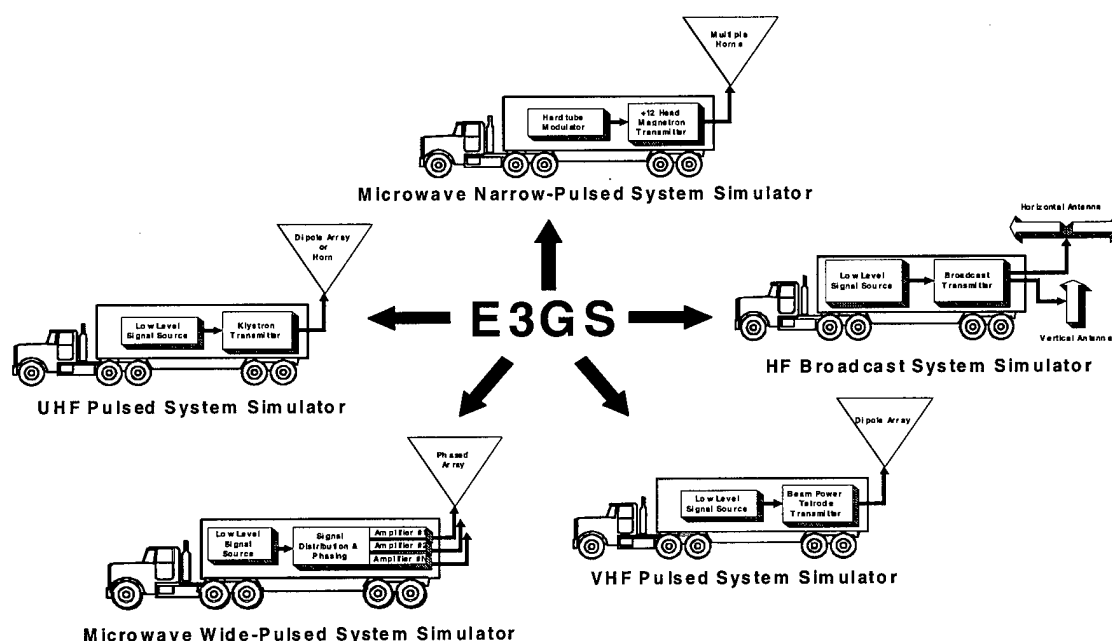 Multiple
Horns
Hardtube
Modulator
+12 Head
Magnetron
Transmitter
Microwave Narrow-Pulsed System Simulator
Dipole Array
or
Horn
Low Level
Signal Source
Klystron
Transmitter
UHF Pulsed System Simulator
E3GS
Horizontal Antenna
Low Level
Signal Source
Broadcast
Transmitter
Vertical Antenna
HF Broadcast System Simulator
Phased
Array
Low Level
Signal
Source
Signal
Distribution &
Phasing
Amplifier #1
Amplifier #2
Amplifier #n
Microwave Wide-Pulsed System Simulator
Dipole Array
Low Level
Signal Source
Beam Power
Tetrode
Transmitter
VHF Pulsed System Simulator